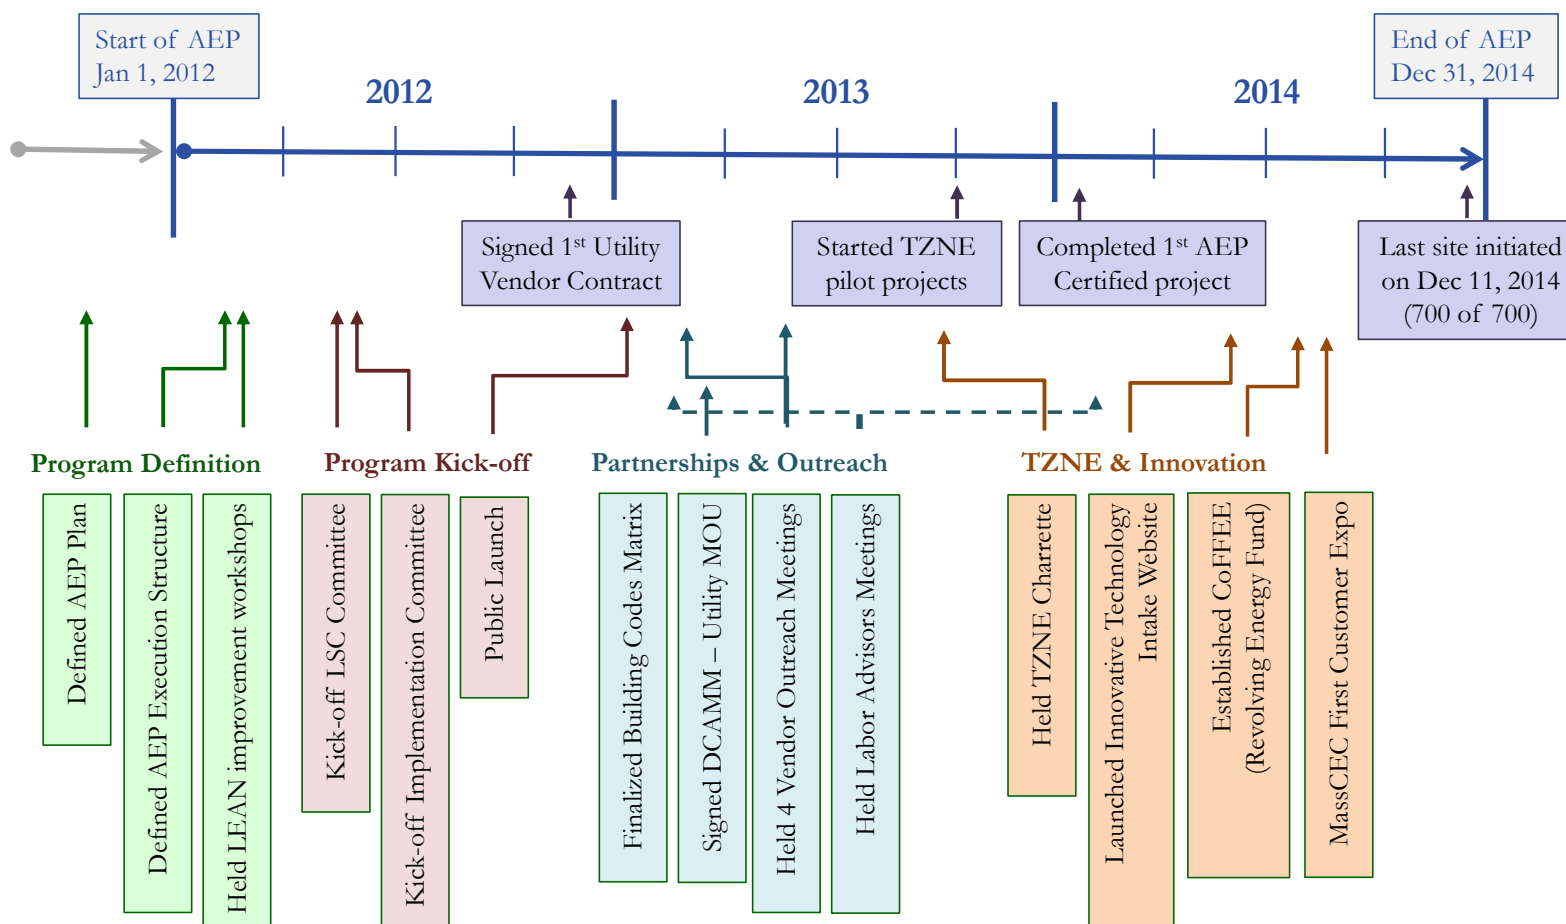 Start of AEP
Jan 1, 2012
End of AEP
Dec 31, 2014
2012
2013
2014
Signed 1st Utility
Vendor Contract
Started TZNE
pilot projects
Completed 1st AEP
Certified project
Last site initiated
on Dec 11, 2014
(700 of 700)
Program Definition
Program Kick-off
Partnerships & Outreach
TZNE & Innovation
Defined AEP Plan
Defined AEP Execution Structure
Held LEAN improvement workshops
Kick-off LSC Committee
Kick-off Implementation Committee
Public Launch
Finalized Building Codes Matrix
Signed DCAMM – Utility MOU
Held 4 Vendor Outreach Meetings
Held Labor Advisors Meetings
Held TZNE Charrette
Launched Innovative Technology
Intake Website
Established CoFFEE
(Revolving Energy Fund)
MassCEC First Customer Expo